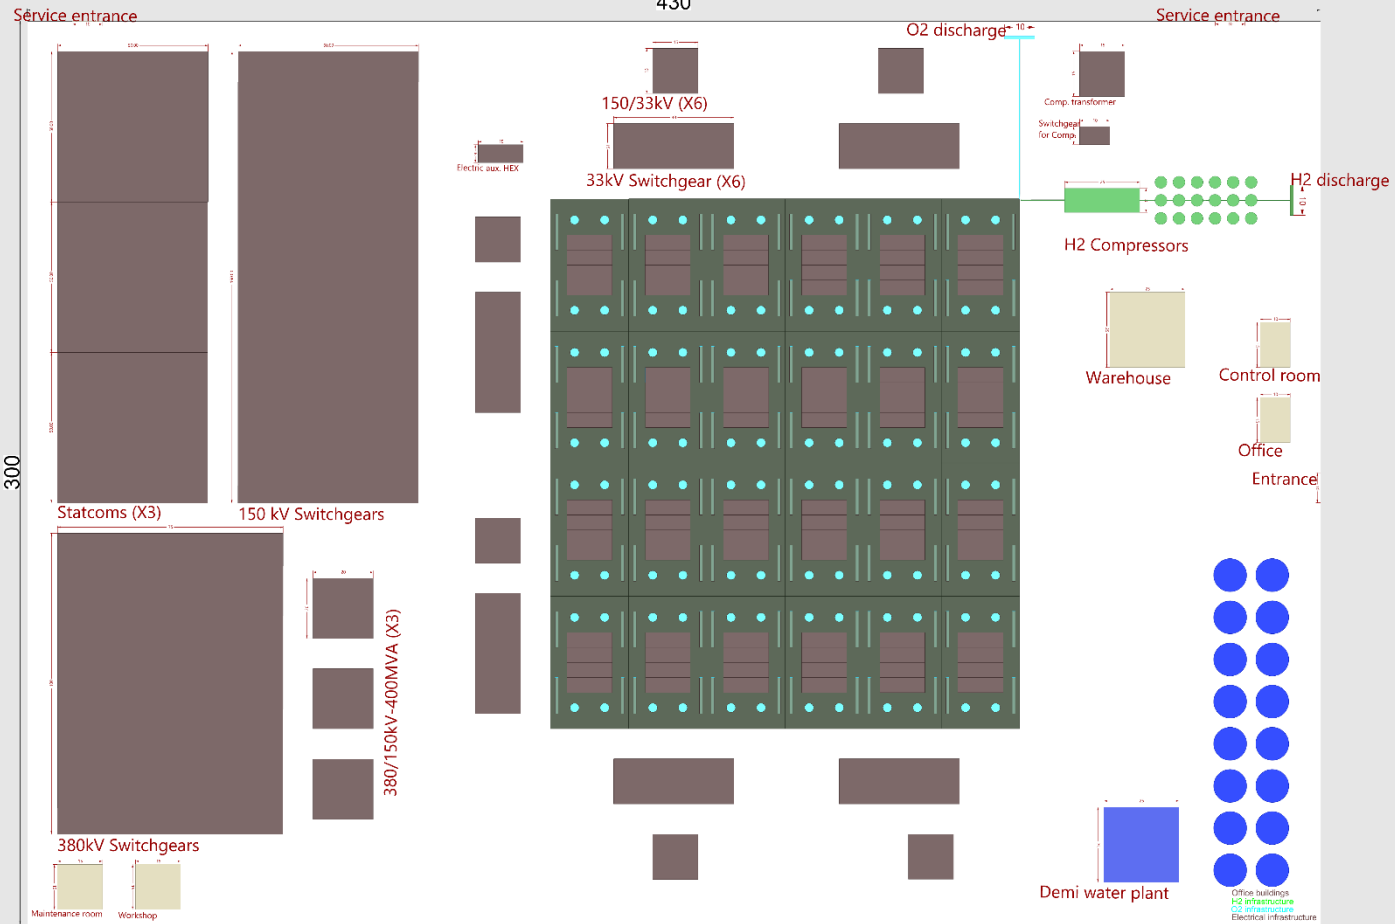 430
Service entrance
Service entrance
O2 discharge
10
Comp. transformer
150/33kV (X6)
Switchgear
for Comp.
Electric aux. HEX
33kV Switchgear (X6)
H2 discharge
10
H2 Compressors
Warehouse
Control room
Office
Entrance
300
Statcoms (X3)
150 kV Switchgears
380/150kV-400MVA (X3)
380kV Switchgears
Maintenance room
Workshop
Demi water plant
Office buildings
H2 infrastructure
O2 infrastructure
Electrical infrastructure